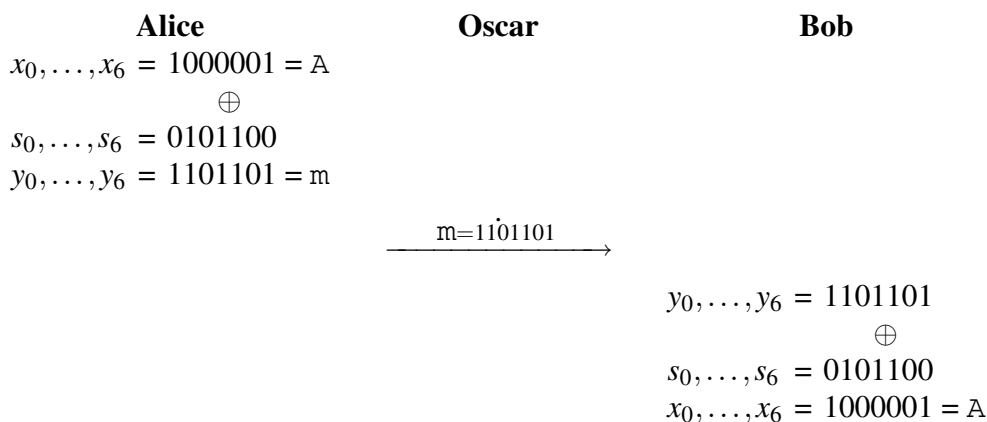 Alice Oscar Bob
x₀,…,x₆ = 1000001 = A
⊕
s₀,…,s₆ = 0101100
y₀,…,y₆ = 1101101 = m
m=1101101
y₀,…,y₆ = 1101101
⊕
s₀,…,s₆ = 0101100
x₀,…,x₆ = 1000001 = A